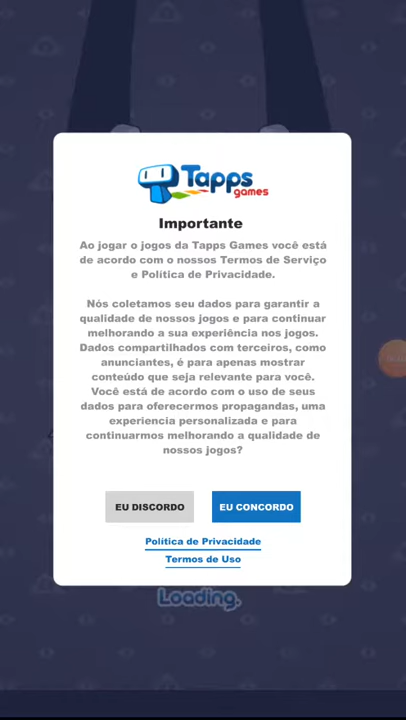 Tapps
games
Importante
Ao jogar o jogos da Tapps Games você está
de acordo com o nossos Termos de Serviço
e Política de Privacidade.
Nós coletamos seu dados para garantir a
qualidade de nossos jogos e para continuar
melhorando a sua experiência nos jogos.
Dados compartilhados com terceiros, como
anunciantes, é para apenas mostrar
conteúdo que seja relevante para você.
Você está de acordo com o uso de seus
dados para oferecermos propagandas, uma
experiencia personalizada e para
continuarmos melhorando a qualidade de
nossos jogos?
EU DISCORDO
EU CONCORDO
Política de Privacidade
Termos de Uso
Loading.